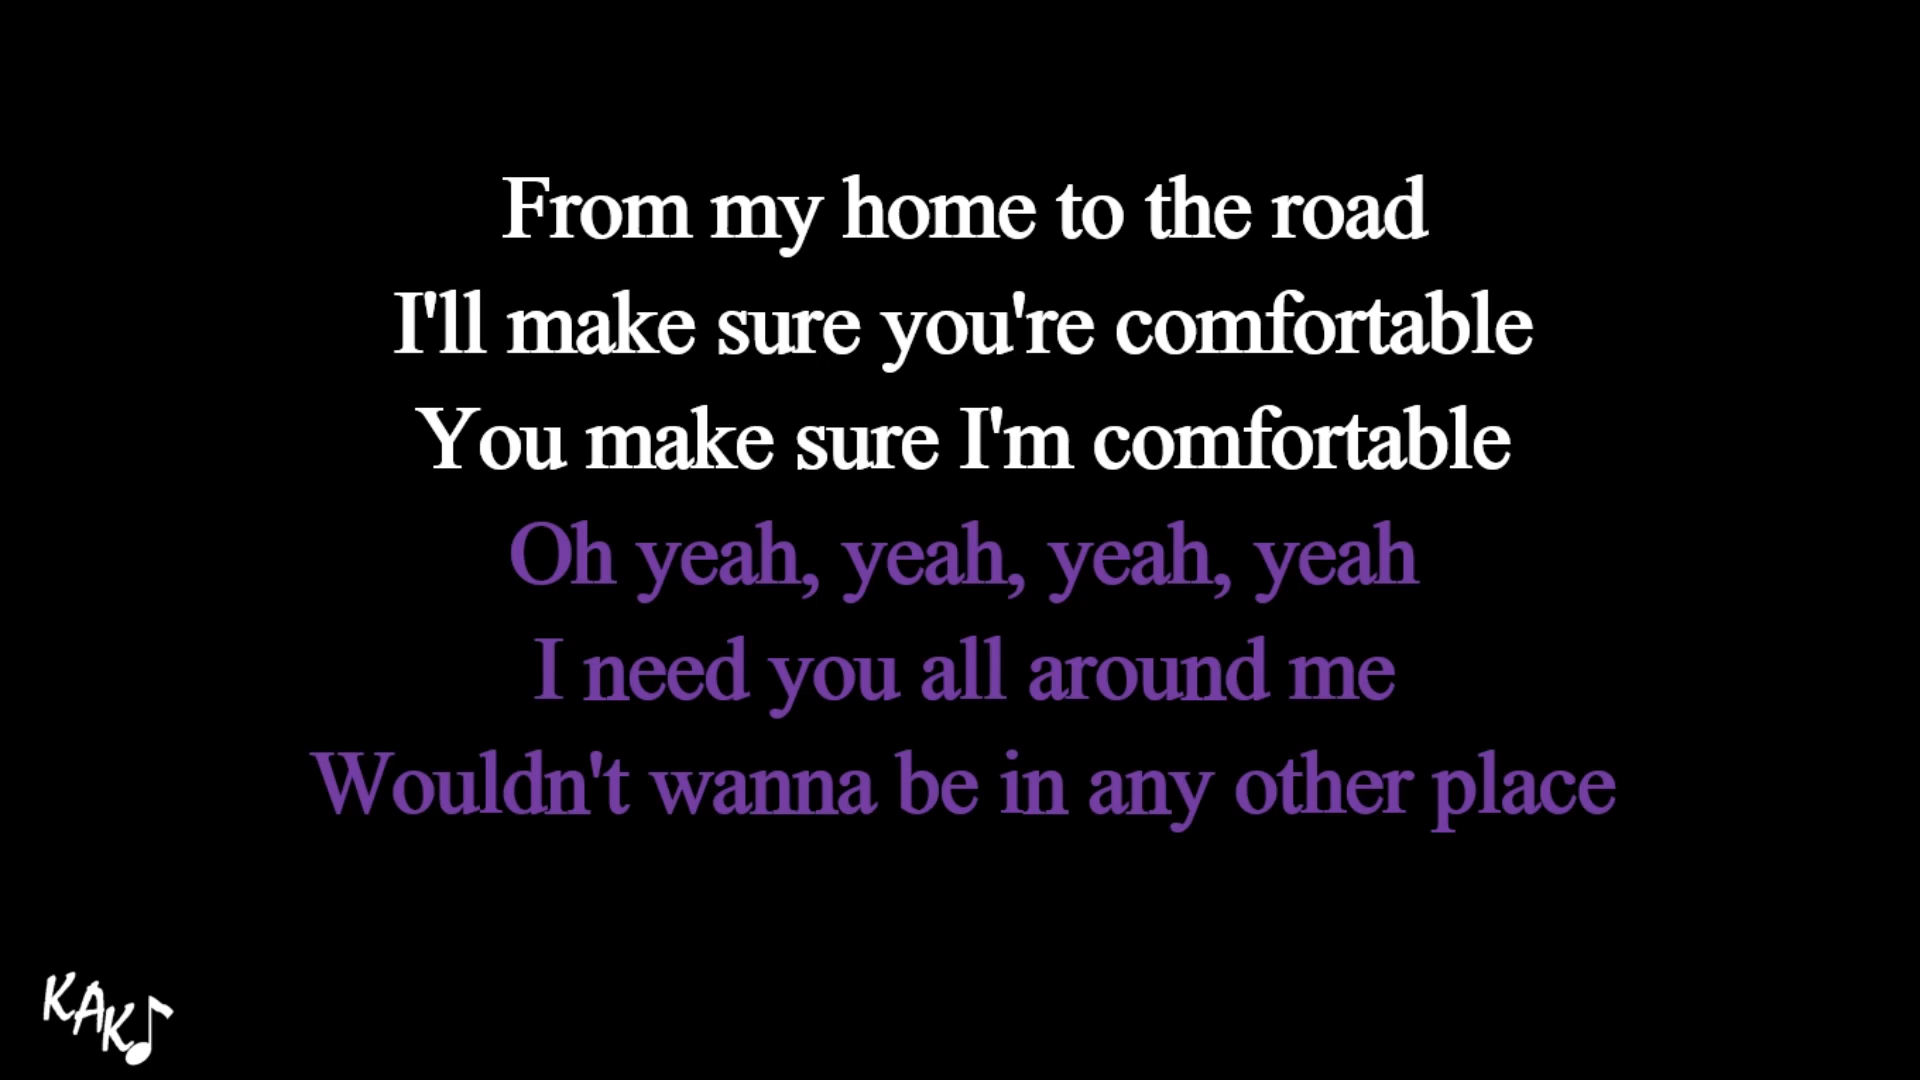 From my home to the road
I'll make sure you're comfortable
You make sure I'm comfortable
Oh yeah, yeah, yeah, yeah
I need you all around me
Wouldn't wanna be in any other place
KAK